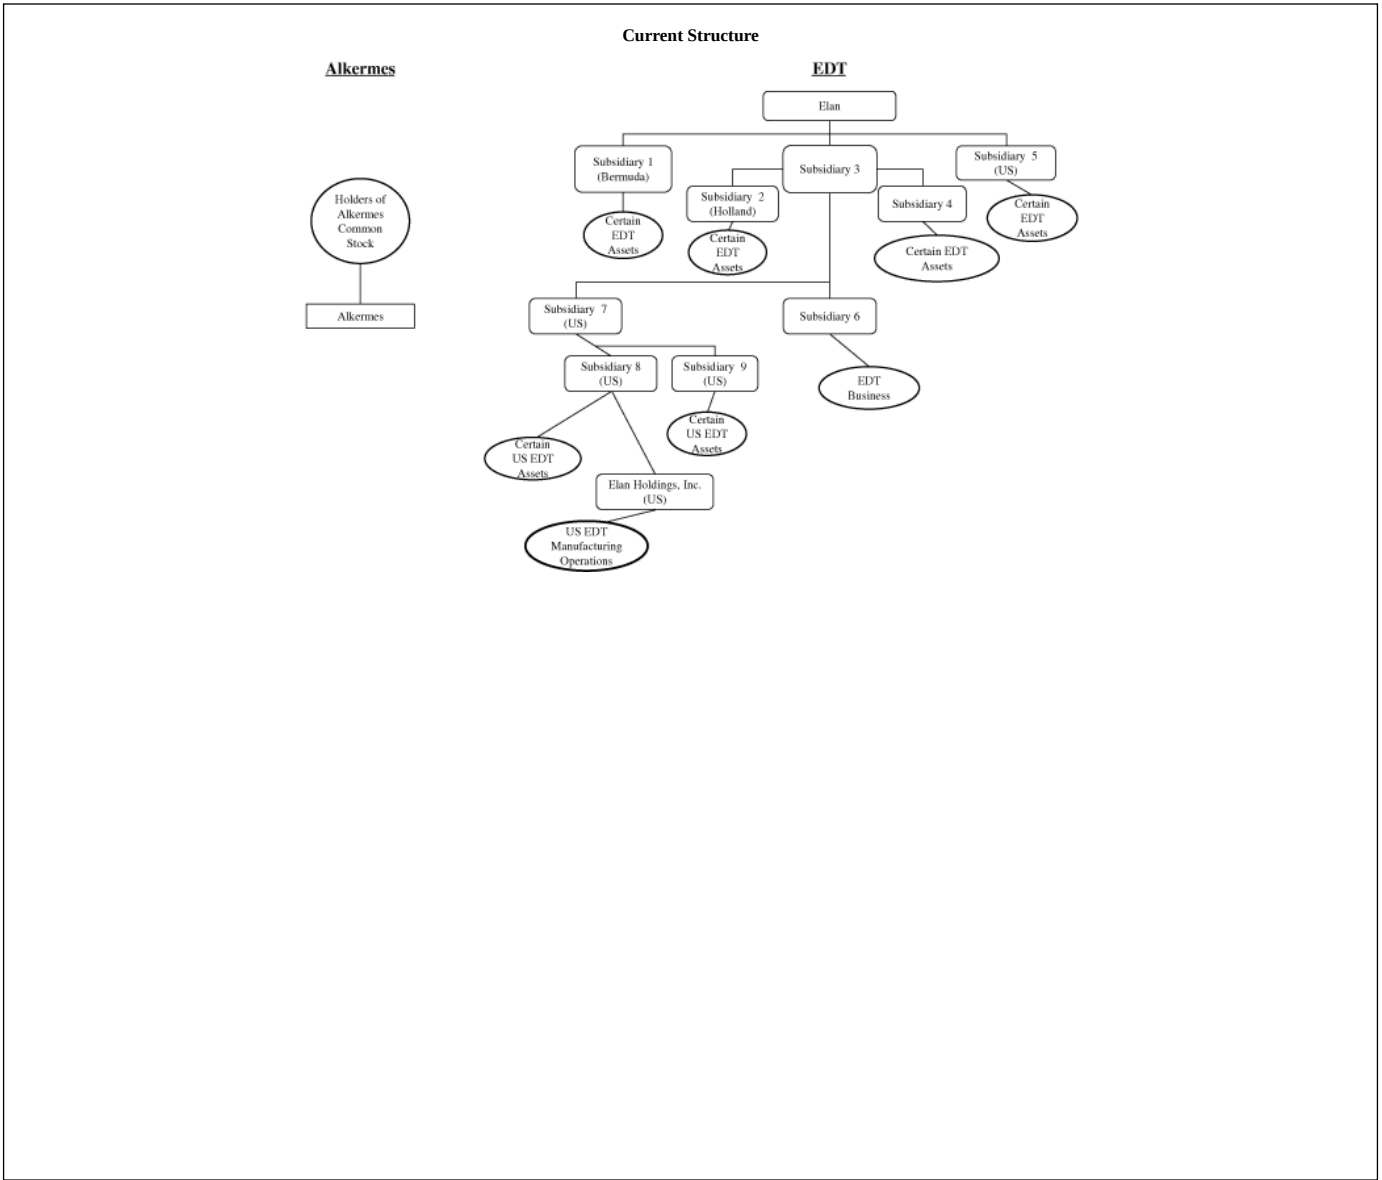 Current Structure
Alkermes
EDT
Elan
Subsidiary 1
(Bermuda)
Subsidiary 3
Subsidiary 5
(US)
Subsidiary 2
(Holland)
Subsidiary 4
Certain
EDT
Assets
Certain
EDT
Assets
Certain EDT
Assets
Certain
EDT
Assets
Holders of
Alkermes
Common
Stock
Alkermes
Subsidiary 7
(US)
Subsidiary 6
Subsidiary 8
(US)
Subsidiary 9
(US)
EDT
Business
Certain
US EDT
Assets
Certain
US EDT
Assets
Elan Holdings, Inc.
(US)
US EDT
Manufacturing
Operations